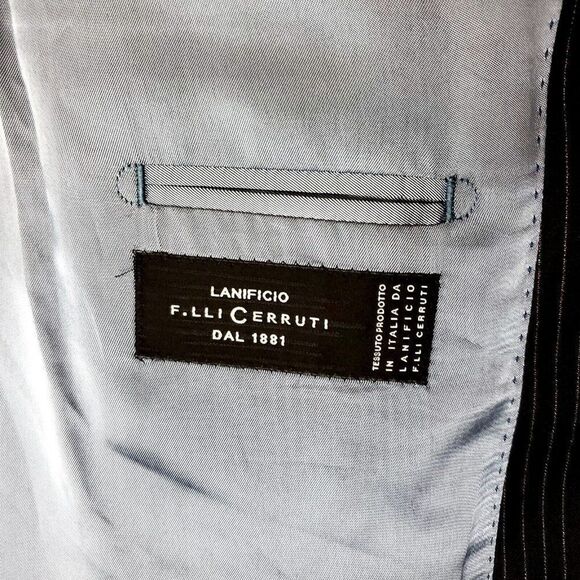 LANIFICIO
F.LLI CERRUTI
DAL 1881
TESSUTO PRODOTTO
IN ITALIA DA
LANIFICIO
F.LLI CERRUTI